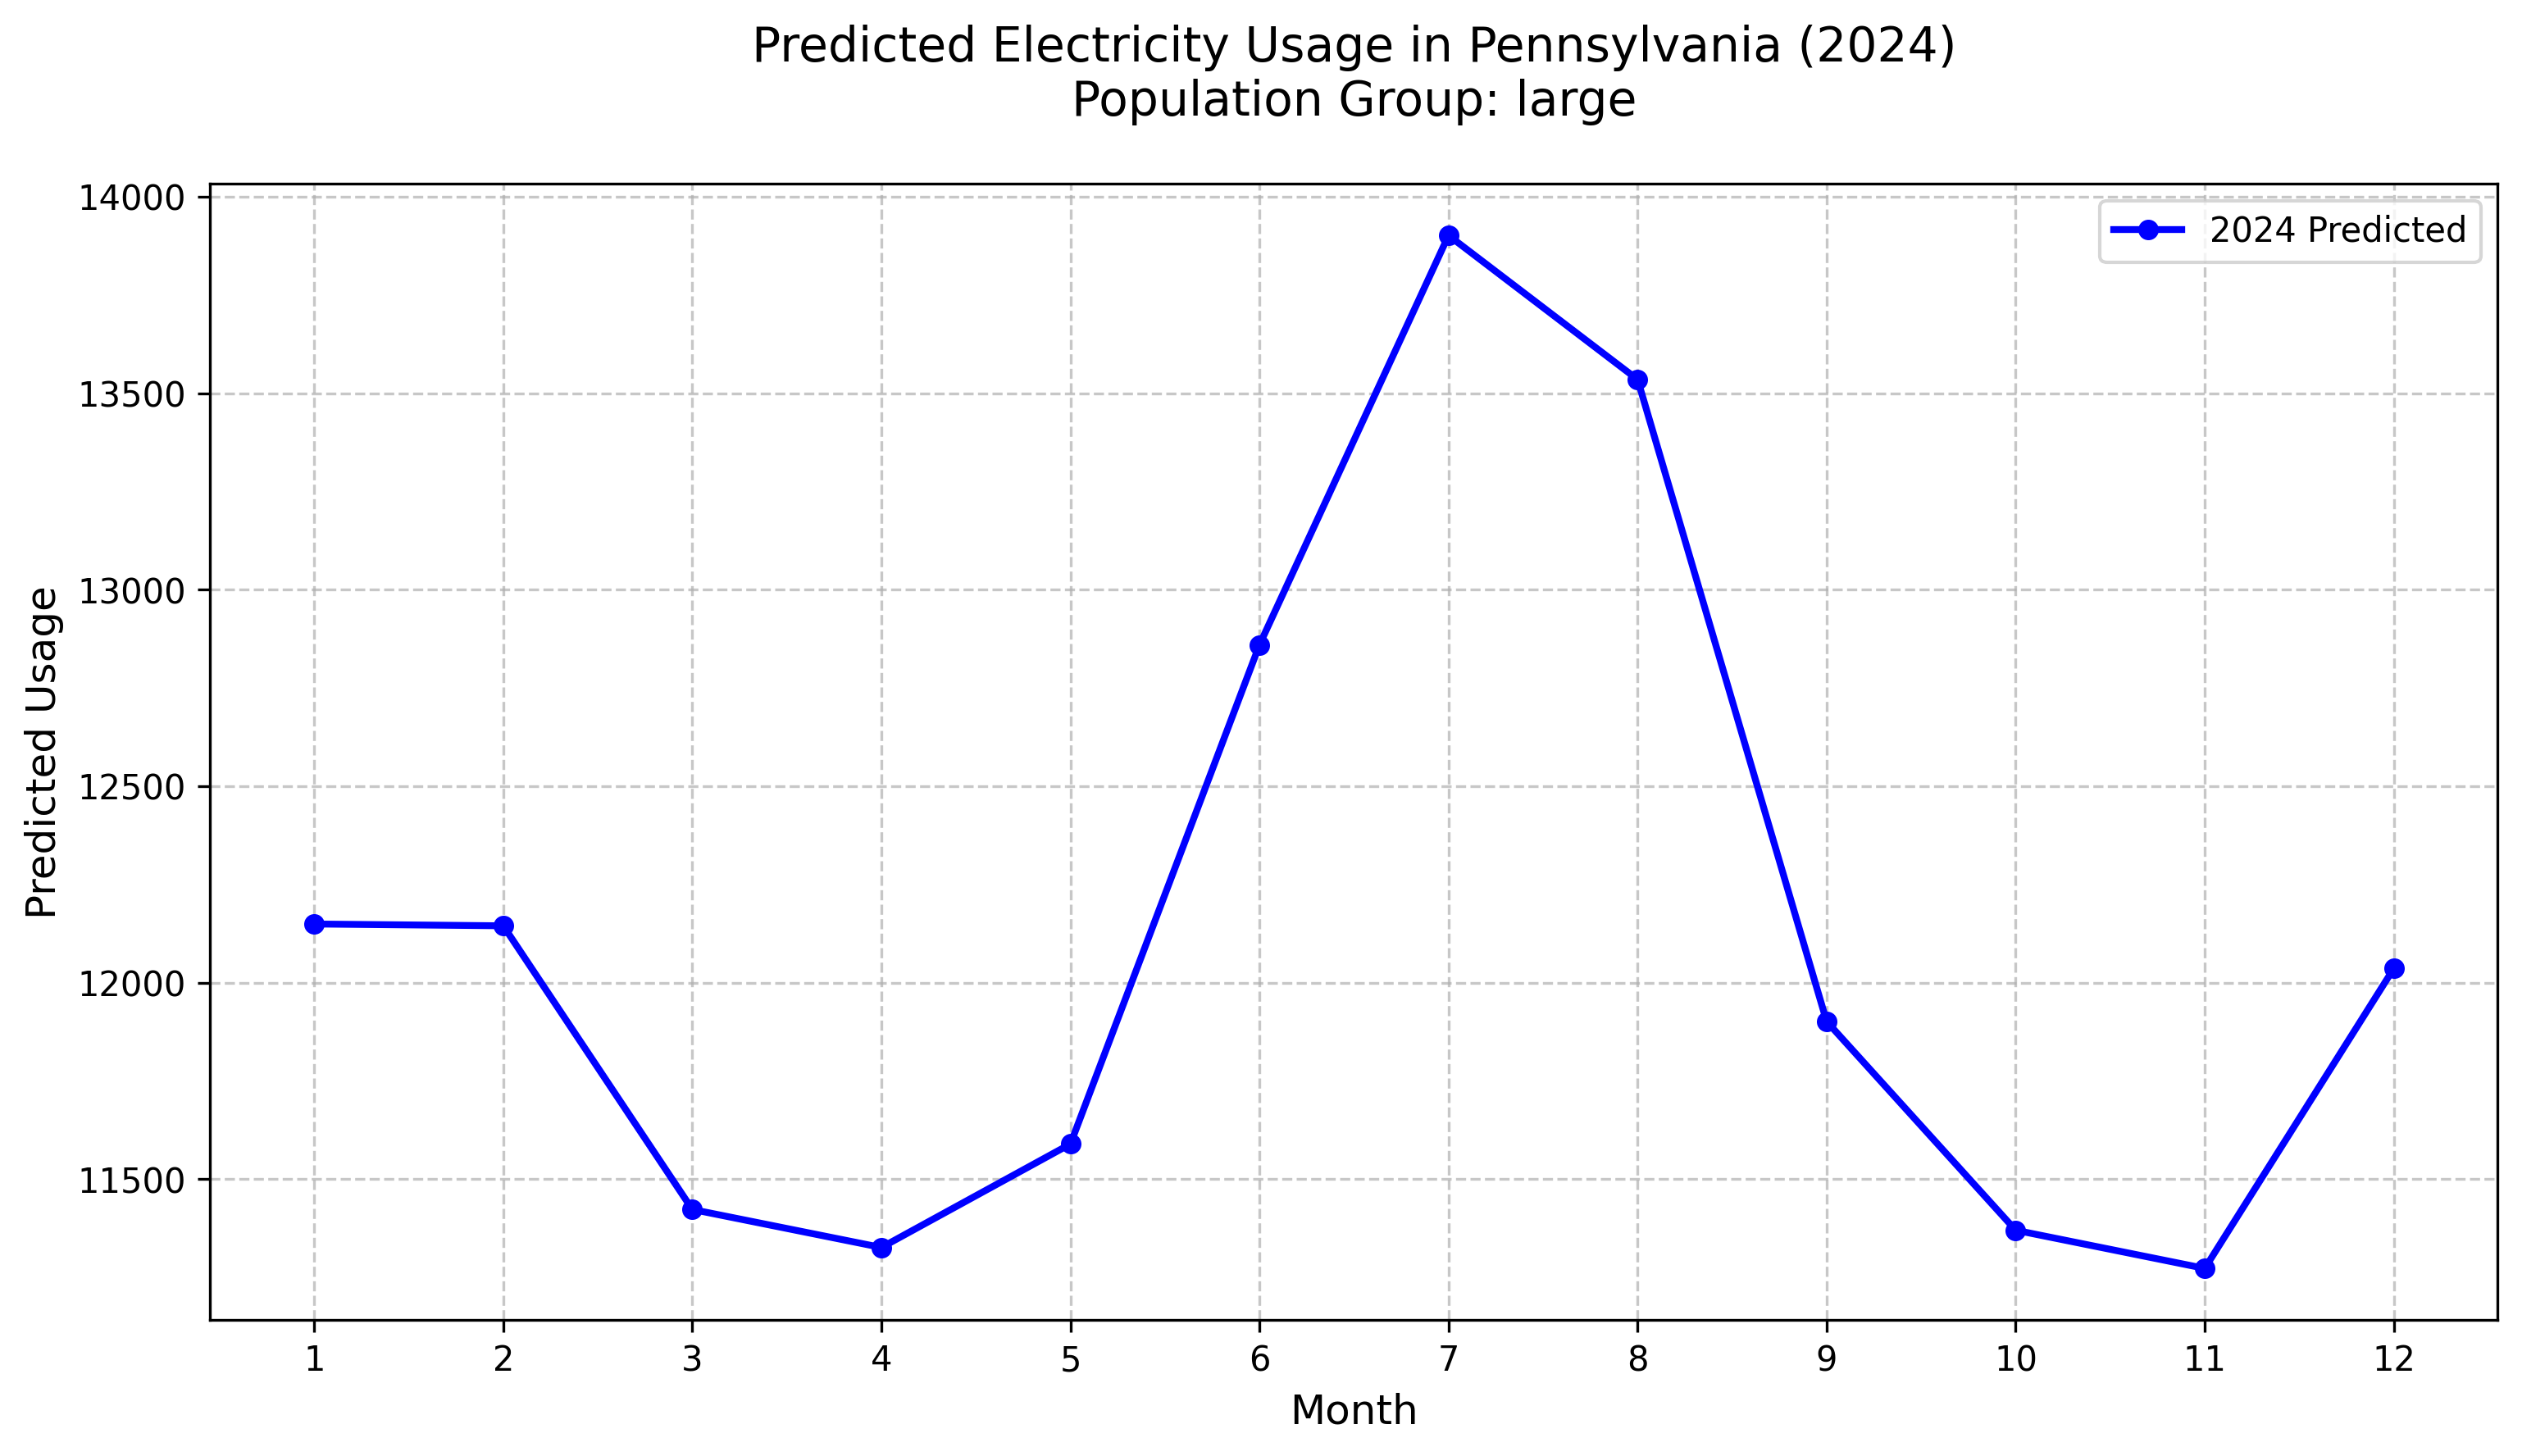 Predicted Electricity Usage in Pennsylvania (2024)
Population Group: large
14000
13500
13000
12500
12000
11500
Predicted Usage
2024 Predicted
1 2 3 4 5 6 7 8 9 10 11 12
Month